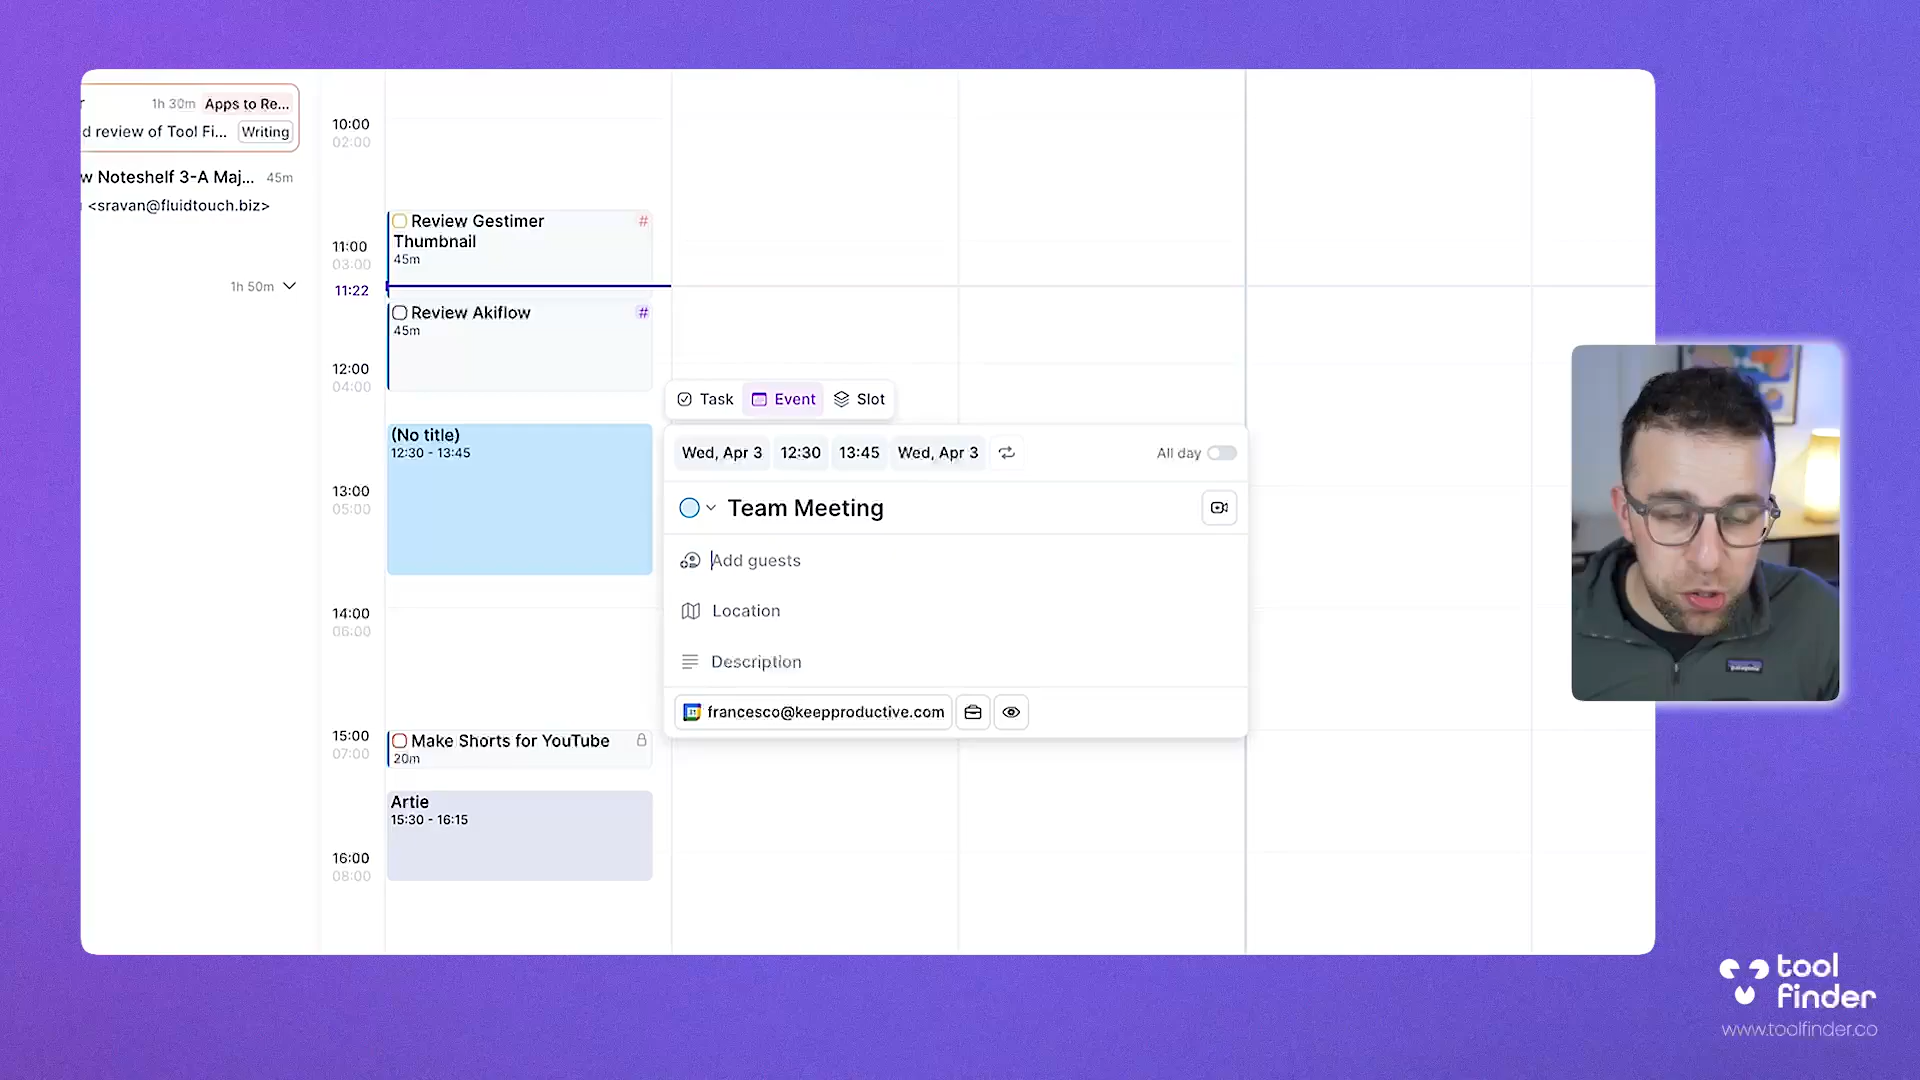 1h 30m Apps to Re...
d review of Tool Fi... Writing
w Noteshelf 3-A Maj... 45m
<sravan@fluidtouch.biz>
1h 50m
10:00
02:00
11:00
03:00
11:22
12:00
04:00
13:00
05:00
14:00
06:00
15:00
07:00
16:00
08:00
Review Gestimer #
Thumbnail
45m
Review Akiflow #
45m
(No title)
12:30 - 13:45
Make Shorts for YouTube
20m
Artie
15:30 - 16:15
Task Event Slot
Wed, Apr 3 12:30 13:45 Wed, Apr 3 All day
Team Meeting
Add guests
Location
Description
francesco@keepproductive.com
patagonia
tool
finder
www.toolfinder.co